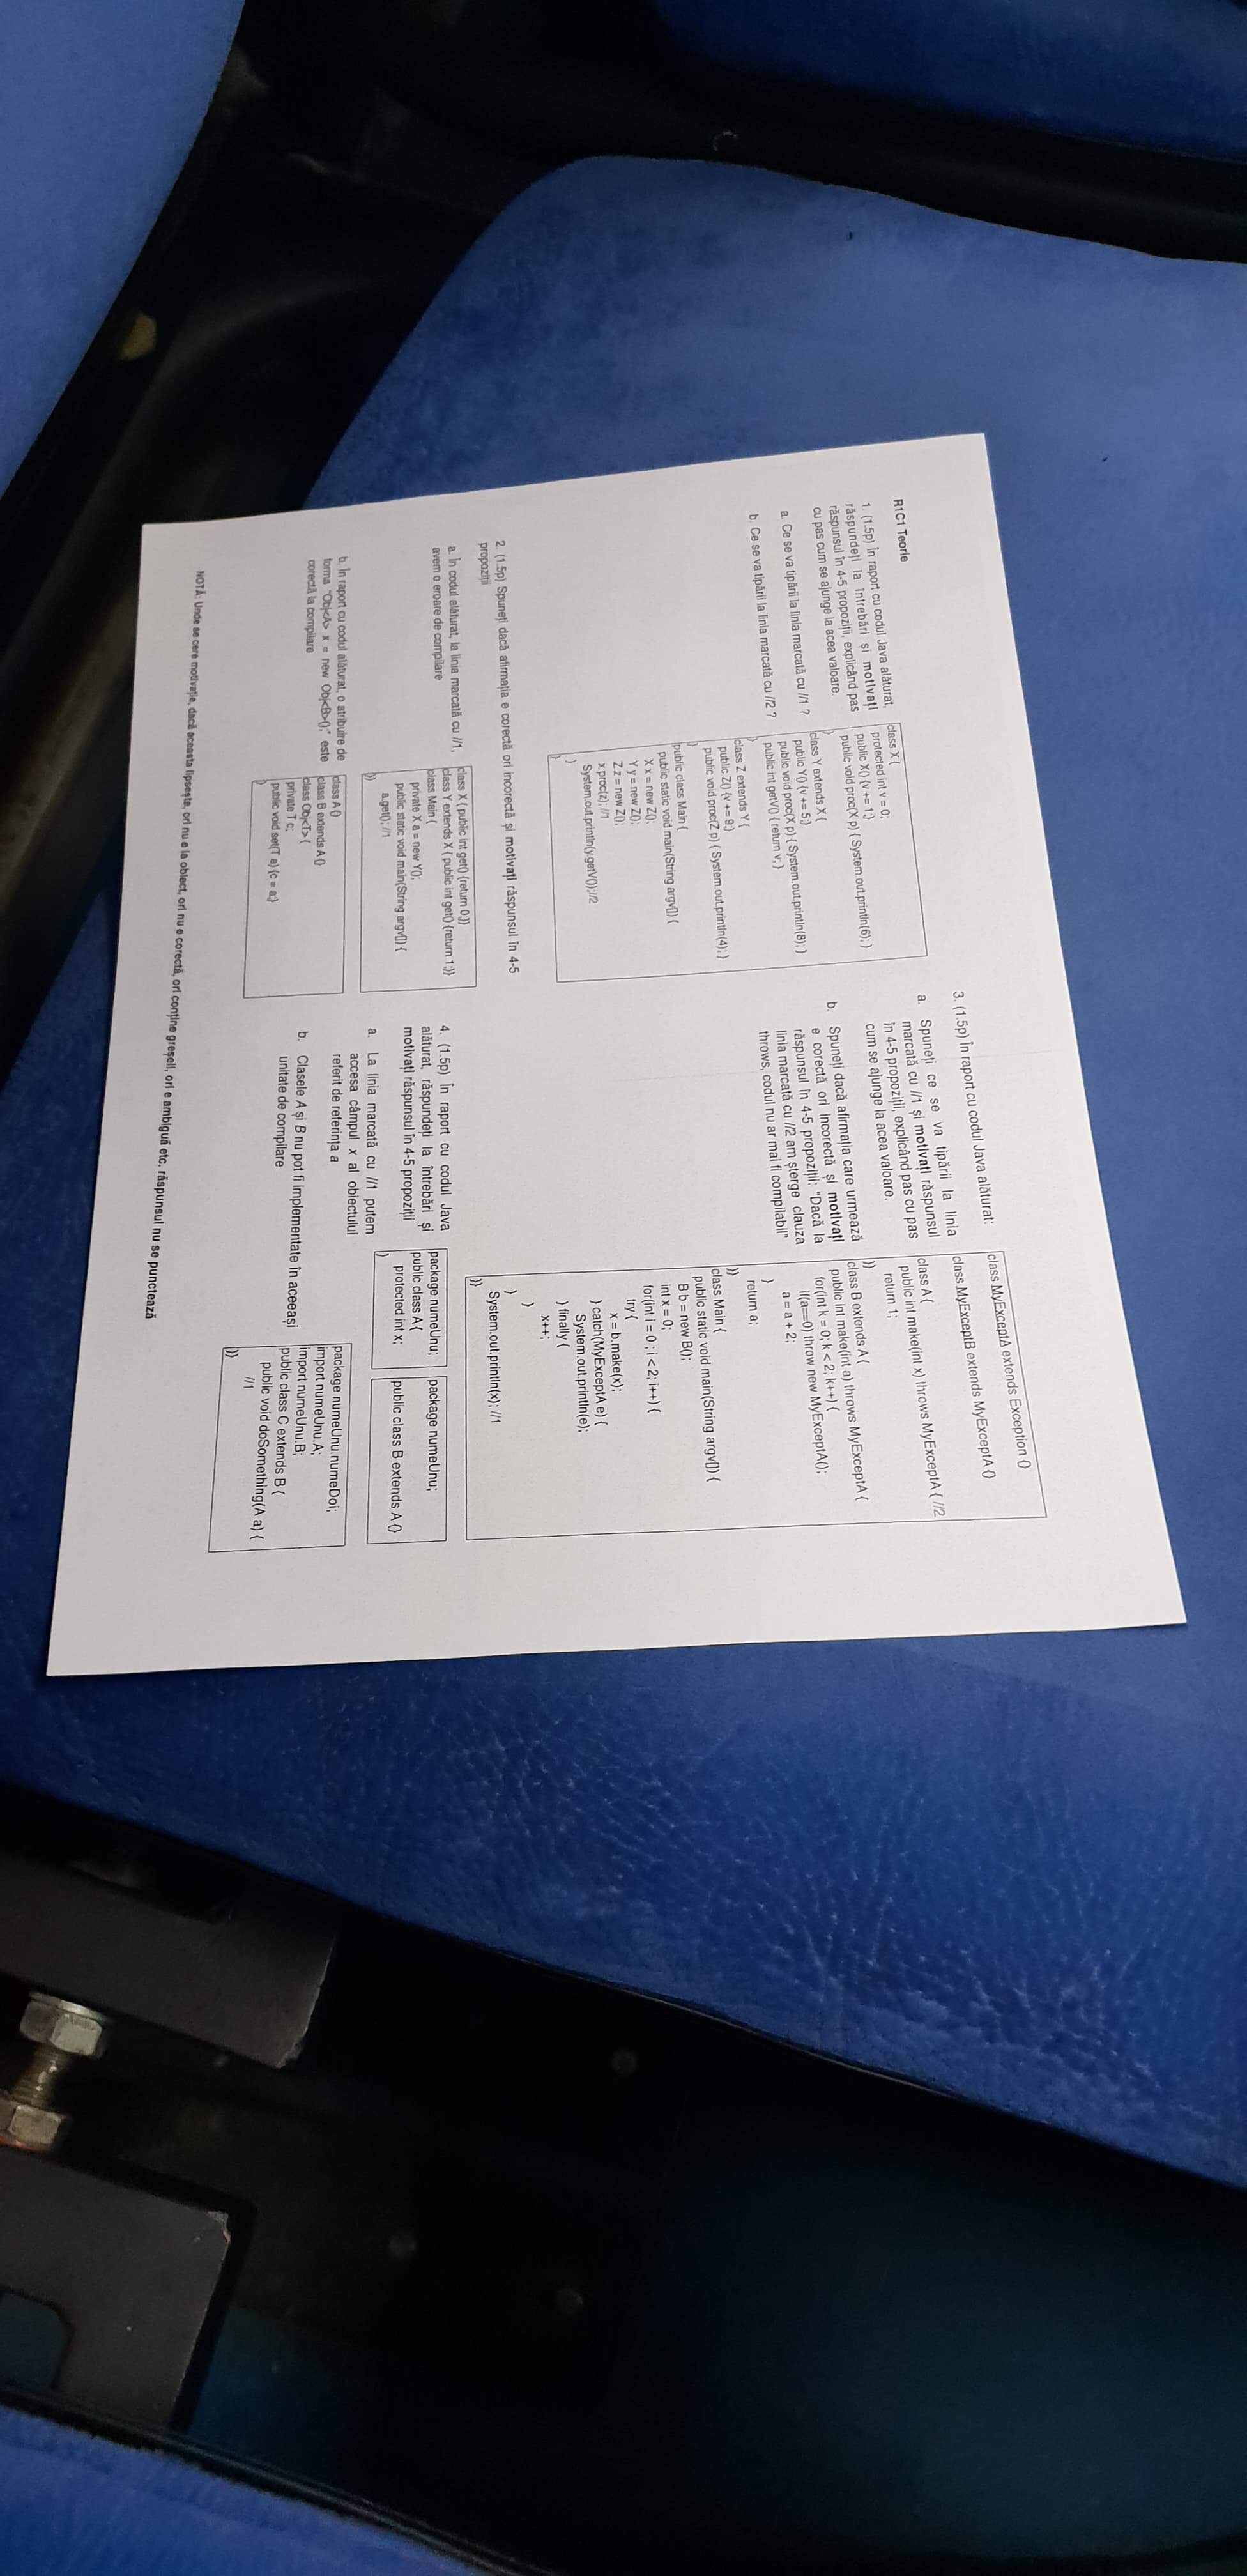 R1C1 Teorie
1. (1.5p) În raport cu codul Java alăturat,
răspundeți la întrebări și motivați
răspunsul în 4-5 propoziții, explicând pas
cu pas cum se ajunge la acea valoare.
a. Ce se va tipări la linia marcată cu //1 ?
b. Ce se va tipări la linia marcată cu //2 ?
class X {
protected int v = 0;
public X() {v += 1;}
public void proc(X p) { System.out.println(6); }
}
class Y extends X {
public Y() {v += 5;}
public void proc(X p) { System.out.println(8); }
public int getV() { return v; }
}
class Z extends Y {
public Z() {v += 9;}
public void proc(Z p) { System.out.println(4); }
}
public class Main {
public static void main(String argv[]) {
X x = new Z();
Y y = new Z();
Z z = new Z();
x.proc(z); //1
System.out.println(y.getV());//2
}
}
2. (1.5p) Spuneți dacă afirmația e corectă ori incorectă și motivați răspunsul în 4-5
propoziții
a. În codul alăturat, la linia marcată cu //1,
avem o eroare de compilare
class X { public int get() {return 0;}}
class Y extends X { public int get() {return 1;}}
class Main {
private X a = new Y();
public static void main(String argv[]) {
a.get(); //1
}}
b. În raport cu codul alăturat, o atribuire de
forma "Obj<A> x = new Obj<B>();" este
corectă la compilare
class A {}
class B extends A {}
class Obj<T> {
private T c;
public void set(T a) {c = a;}
}
3. (1.5p) În raport cu codul Java alăturat:
a. Spuneți ce se va tipării la linia
marcată cu //1 și motivați răspunsul
în 4-5 propoziții, explicând pas cu pas
cum se ajunge la acea valoare.
b. Spuneți dacă afirmația care urmează
e corectă ori incorectă și motivați
răspunsul în 4-5 propoziții: "Dacă la
linia marcată cu //2 am șterge clauza
throws, codul nu ar mai fi compilabil"
class MyExceptA extends Exception {}
class MyExceptB extends MyExceptA {}
class A {
public int make(int x) throws MyExceptA { //2
return 1;
}}
class B extends A {
public int make(int a) throws MyExceptA {
for(int k = 0; k < 2; k++) {
if(a==0) throw new MyExceptA();
a = a + 2;
}
return a;
}}
class Main {
public static void main(String argv[]) {
B b = new B();
int x = 0;
for(int i = 0 ; i < 2; i++) {
try {
x = b.make(x);
} catch(MyExceptA e) {
System.out.println(e);
} finally {
x++;
}
}
System.out.println(x); //1
}}
4. (1.5p) În raport cu codul Java
alăturat, răspundeți la întrebări și
motivați răspunsul în 4-5 propoziții
a. La linia marcată cu //1 putem
accesa câmpul x al obiectului
referit de referința a
b. Clasele A și B nu pot fi implementate în aceeași
unitate de compilare
package numeUnu;
public class A {
protected int x;
}
package numeUnu;
public class B extends A {}
package numeUnu.numeDoi;
import numeUnu.A;
import numeUnu.B;
public class C extends B {
public void doSomething(A a) {
//1
}}
NOTĂ: Unde se cere motivație, dacă aceasta lipsește, ori nu e la obiect, ori nu e corectă, ori conține greșeli, ori e ambiguă etc. răspunsul nu se punctează